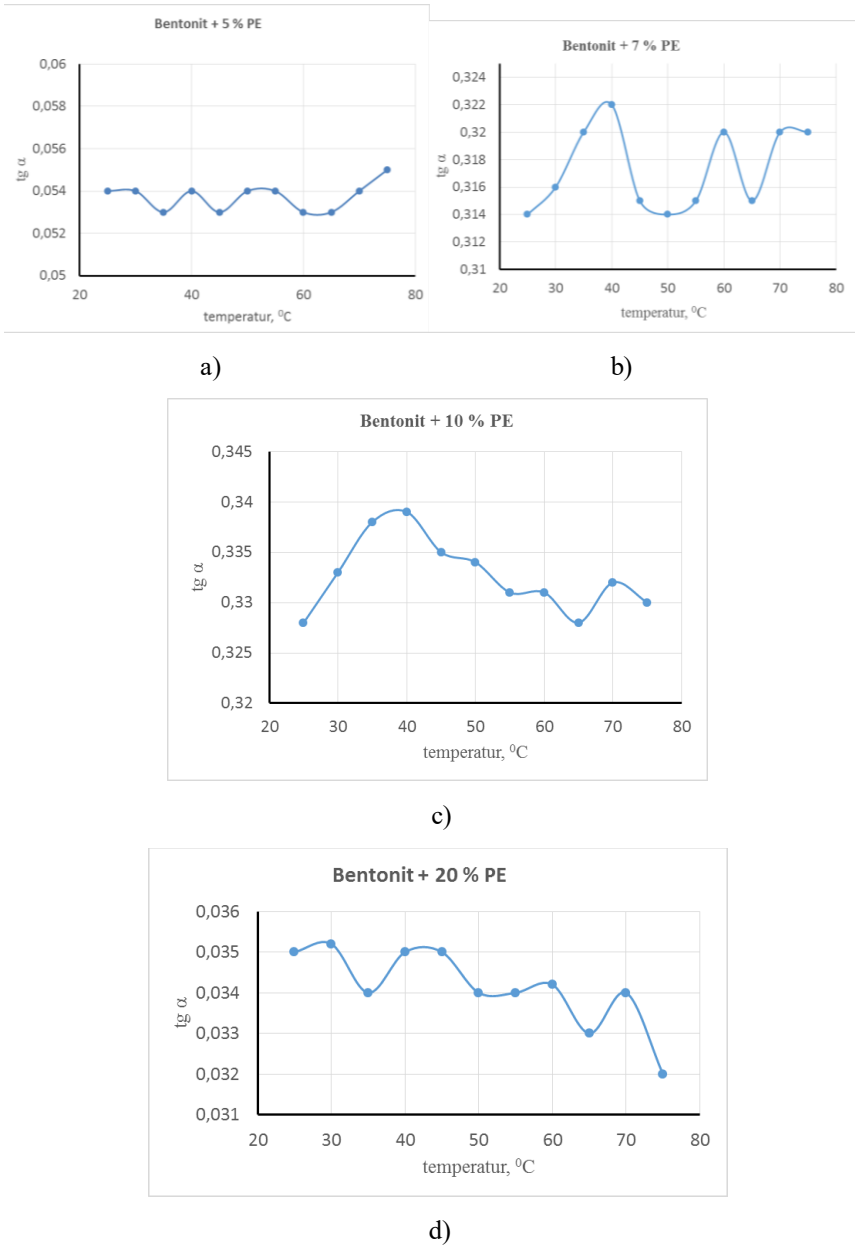 Bentonit + 5 % PE
0,06
0,058
0,056
0,054
0,052
0,05
tg α
20 40 60 80
temperatur, ⁰C
a)
Bentonit + 7 % PE
0,324
0,322
0,32
0,318
0,316
0,314
0,312
0,31
tg α
20 30 40 50 60 70 80
temperatur, ⁰C
b)
Bentonit + 10 % PE
0,345
0,34
0,335
0,33
0,325
0,32
tg α
20 30 40 50 60 70 80
temperatur, ⁰C
c)
Bentonit + 20 % PE
0,036
0,035
0,034
0,033
0,032
0,031
tg α
20 30 40 50 60 70 80
temperatur, ⁰C
d)